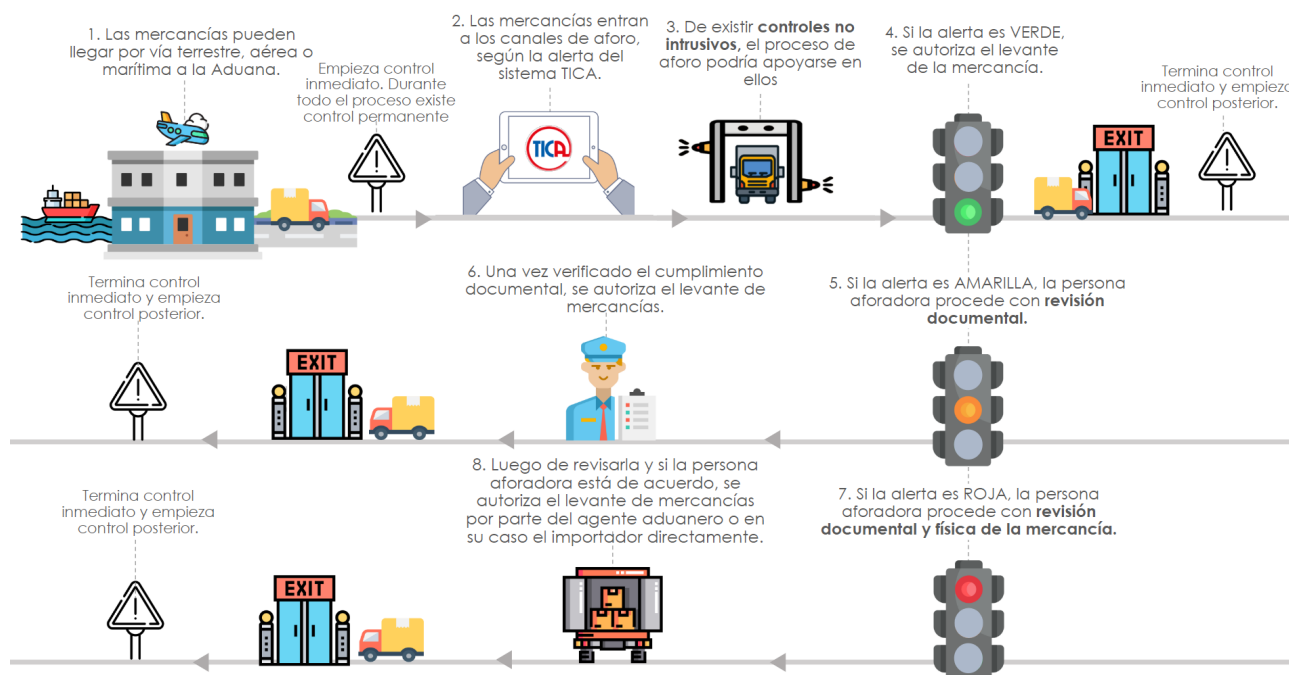 1. Las mercancías pueden
llegar por vía terrestre, aérea o
marítima a la Aduana.
Empieza control
inmediato. Durante
todo el proceso existe
control permanente
2. Las mercancías entran
a los canales de aforo,
según la alerta del
sistema TICA.
TICA
3. De existir controles no
intrusivos, el proceso de
aforo podría apoyarse en
ellos
4. Si la alerta es VERDE,
se autoriza el levante
de la mercancía.
Termina control
inmediato y empieza
control posterior.
EXIT
5. Si la alerta es AMARILLA, la persona
aforadora procede con revisión
documental.
6. Una vez verificado el cumplimiento
documental, se autoriza el levante de
mercancías.
EXIT
Termina control
inmediato y empieza
control posterior.
7. Si la alerta es ROJA, la persona
aforadora procede con revisión
documental y física de la mercancía.
8. Luego de revisarla y si la persona
aforadora está de acuerdo, se
autoriza el levante de mercancías
por parte del agente aduanero o en
su caso el importador directamente.
EXIT
Termina control
inmediato y empieza
control posterior.